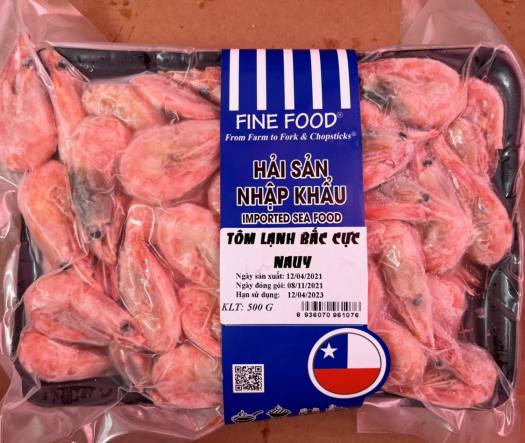 FINE FOOD®
From Farm to Fork & Chopsticks®
HẢI SẢN
NHẬP KHẨU
IMPORTED SEA FOOD
TÔM LẠNH BẮC CỰC
NAUY
Ngày sản xuất: 12/04/2021
Ngày đóng gói: 08/11/2021
Hạn sử dụng: 12/04/2023
KLT: 500 G
8 936070 961076